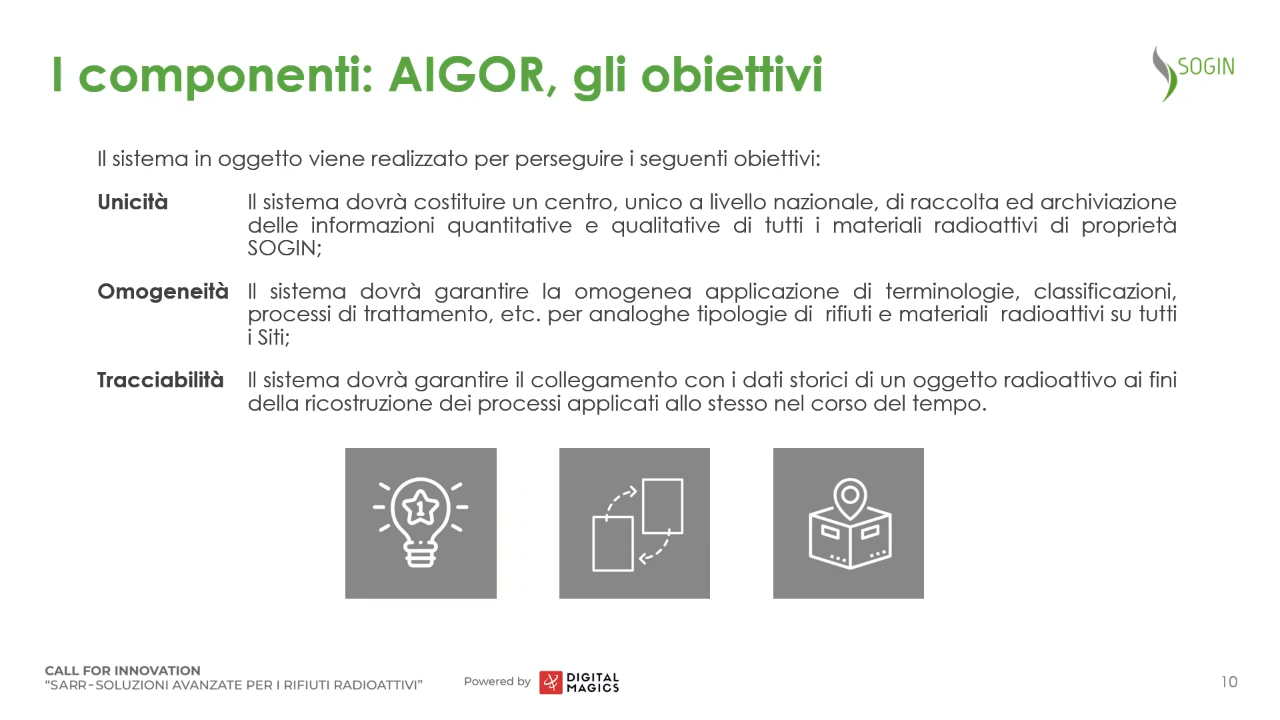 I componenti: AIGOR, gli obiettivi
SOGIN
Il sistema in oggetto viene realizzato per perseguire i seguenti obiettivi:
Unicità Il sistema dovrà costituire un centro, unico a livello nazionale, di raccolta ed archiviazione
delle informazioni quantitative e qualitative di tutti i materiali radioattivi di proprietà
SOGIN;
Omogeneità Il sistema dovrà garantire la omogenea applicazione di terminologie, classificazioni,
processi di trattamento, etc. per analoghe tipologie di rifiuti e materiali radioattivi su tutti
i Siti;
Tracciabilità Il sistema dovrà garantire il collegamento con i dati storici di un oggetto radioattivo ai fini
della ricostruzione dei processi applicati allo stesso nel corso del tempo.
1
CALL FOR INNOVATION
“SARR-SOLUZIONI AVANZATE PER I RIFIUTI RADIOATTIVI”
Powered by
DIGITAL
MAGICS
10